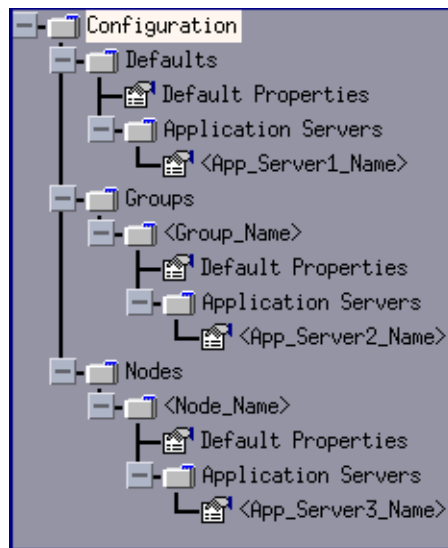 Configuration
Defaults
Default Properties
Application Servers
<App_Server1_Name>
Groups
<Group_Name>
Default Properties
Application Servers
<App_Server2_Name>
Nodes
<Node_Name>
Default Properties
Application Servers
<App_Server3_Name>